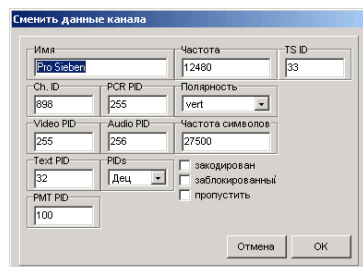 Сменить данные канала
Имя Частота TS ID
Pro Sieben 12480 33
Ch. ID PCR PID Полярность
898 255 vert
Video PID Audio PID Частота символов
255 256 27500
Text PID PIDs закодирован
32 Дец заблокированный
PMT PID пропустить
100
Отмена OK